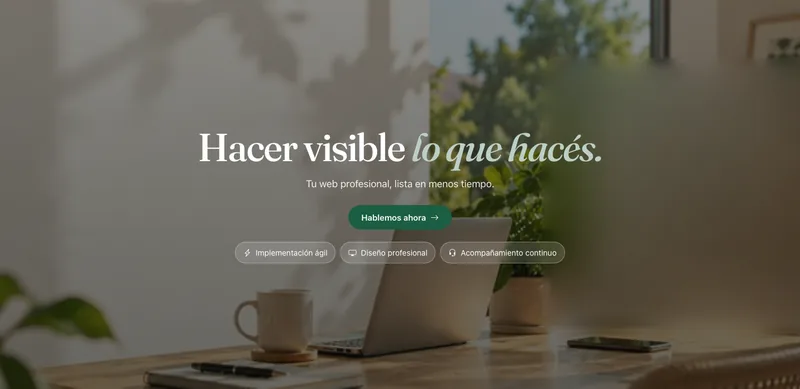 Hacer visible lo que hacés.
Tu web profesional, lista en menos tiempo.
Hablemos ahora →
Implementación ágil
Diseño profesional
Acompañamiento continuo